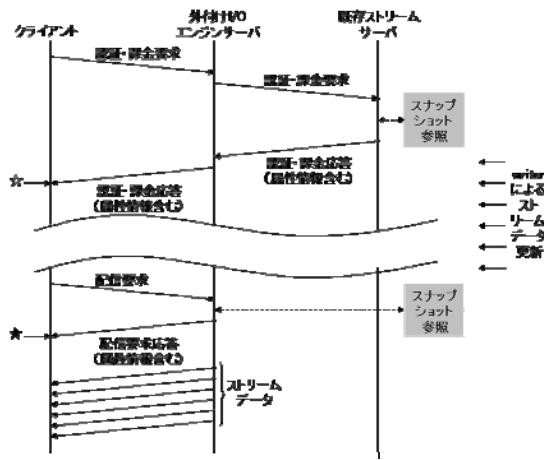 外付けI/O
既存ストリーム
クライアント
エンジンサーバ
サーバ
認証・課金要求
認証・課金要求
スナップ
ショット
参照
認証・課金応答
(属性情報含む)
☆
認証・課金応答
(属性情報含む)
writer
による
スト
リーム
データ
更新
配信要求
スナップ
ショット
参照
★
配信要求応答
(属性情報含む)
ストリーム
データ